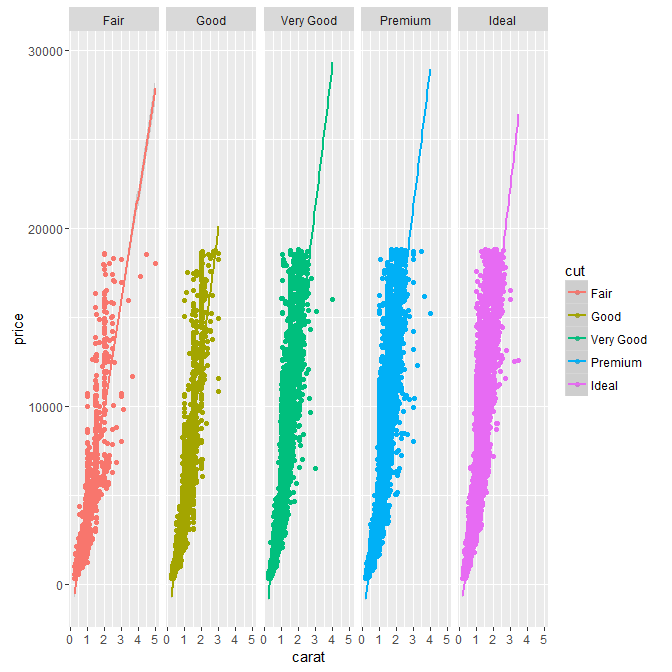 Fair Good Very Good Premium Ideal
30000
20000
10000
0
price
0 1 2 3 4 5 0 1 2 3 4 5 0 1 2 3 4 5 0 1 2 3 4 5 0 1 2 3 4 5
carat
cut
Fair
Good
Very Good
Premium
Ideal